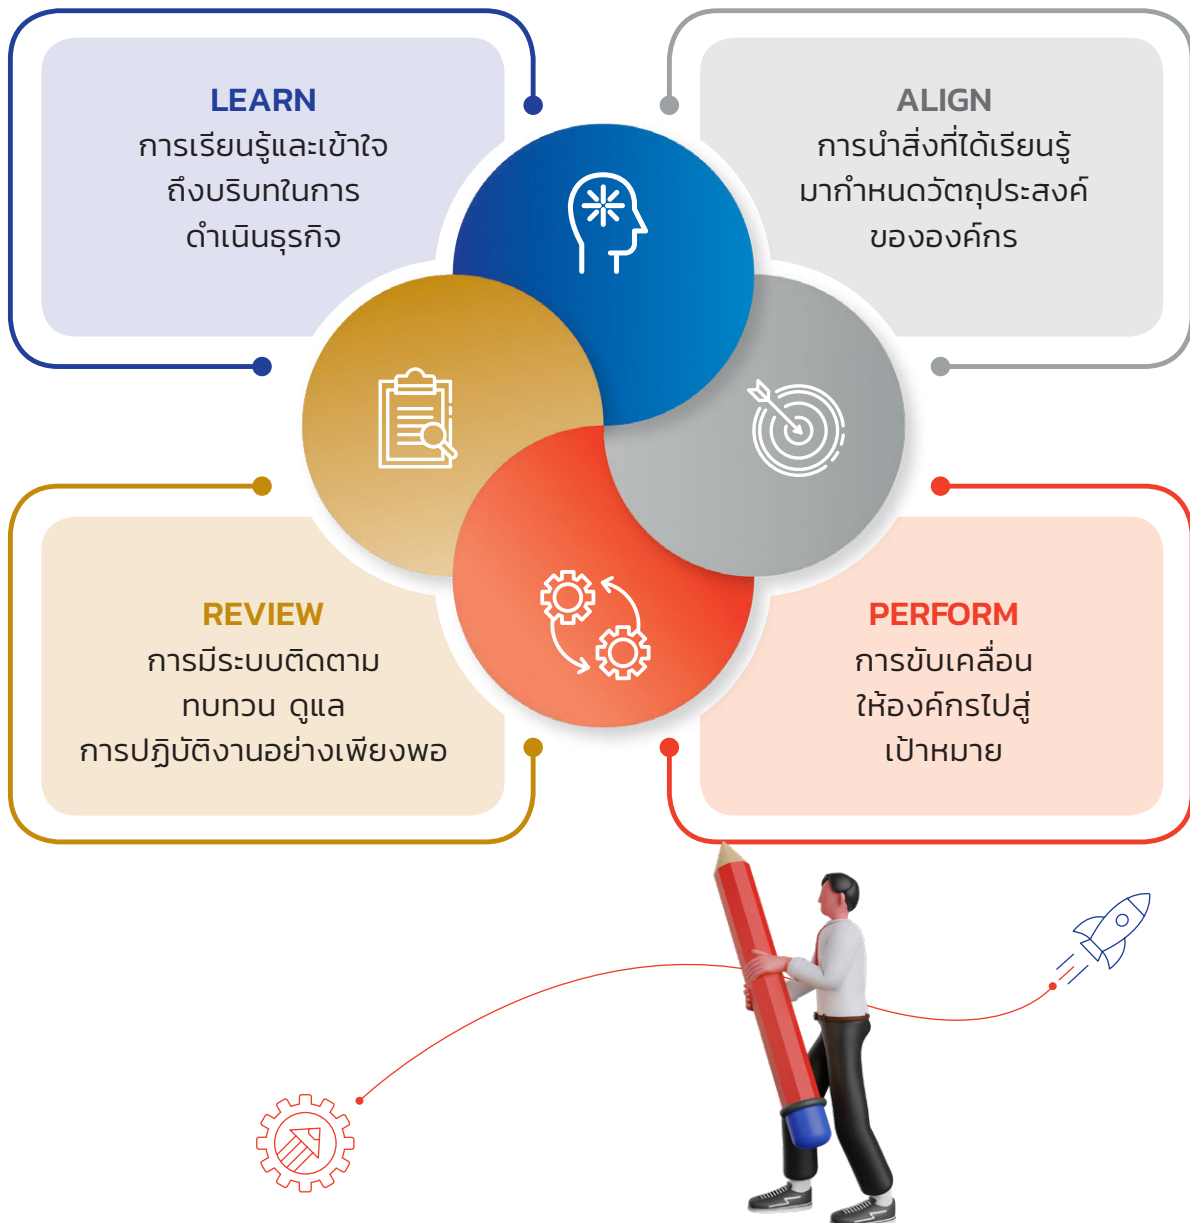 LEARN
การเรียนรู้และเข้าใจ
ถึงบริบทในการ
ดำเนินธุรกิจ
ALIGN
การนำสิ่งที่ได้เรียนรู้
มากำหนดวัตถุประสงค์
ขององค์กร
REVIEW
การมีระบบติดตาม
ทบทวน ดูแล
การปฏิบัติงานอย่างเพียงพอ
PERFORM
การขับเคลื่อน
ให้องค์กรไปสู่
เป้าหมาย